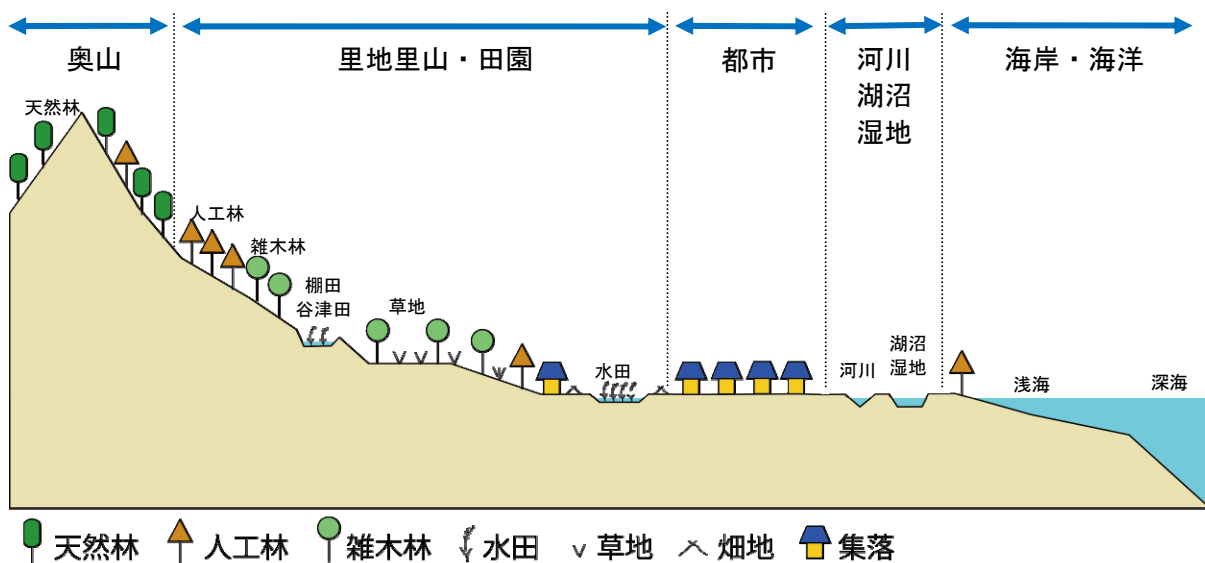 奥山
里地里山・田園
都市
河川
湖沼
湿地
海岸・海洋
天然林
人工林
雑木林
棚田
谷津田
草地
水田
河川
湖沼
湿地
浅海
深海
天然林
人工林
雑木林
水田
草地
畑地
集落